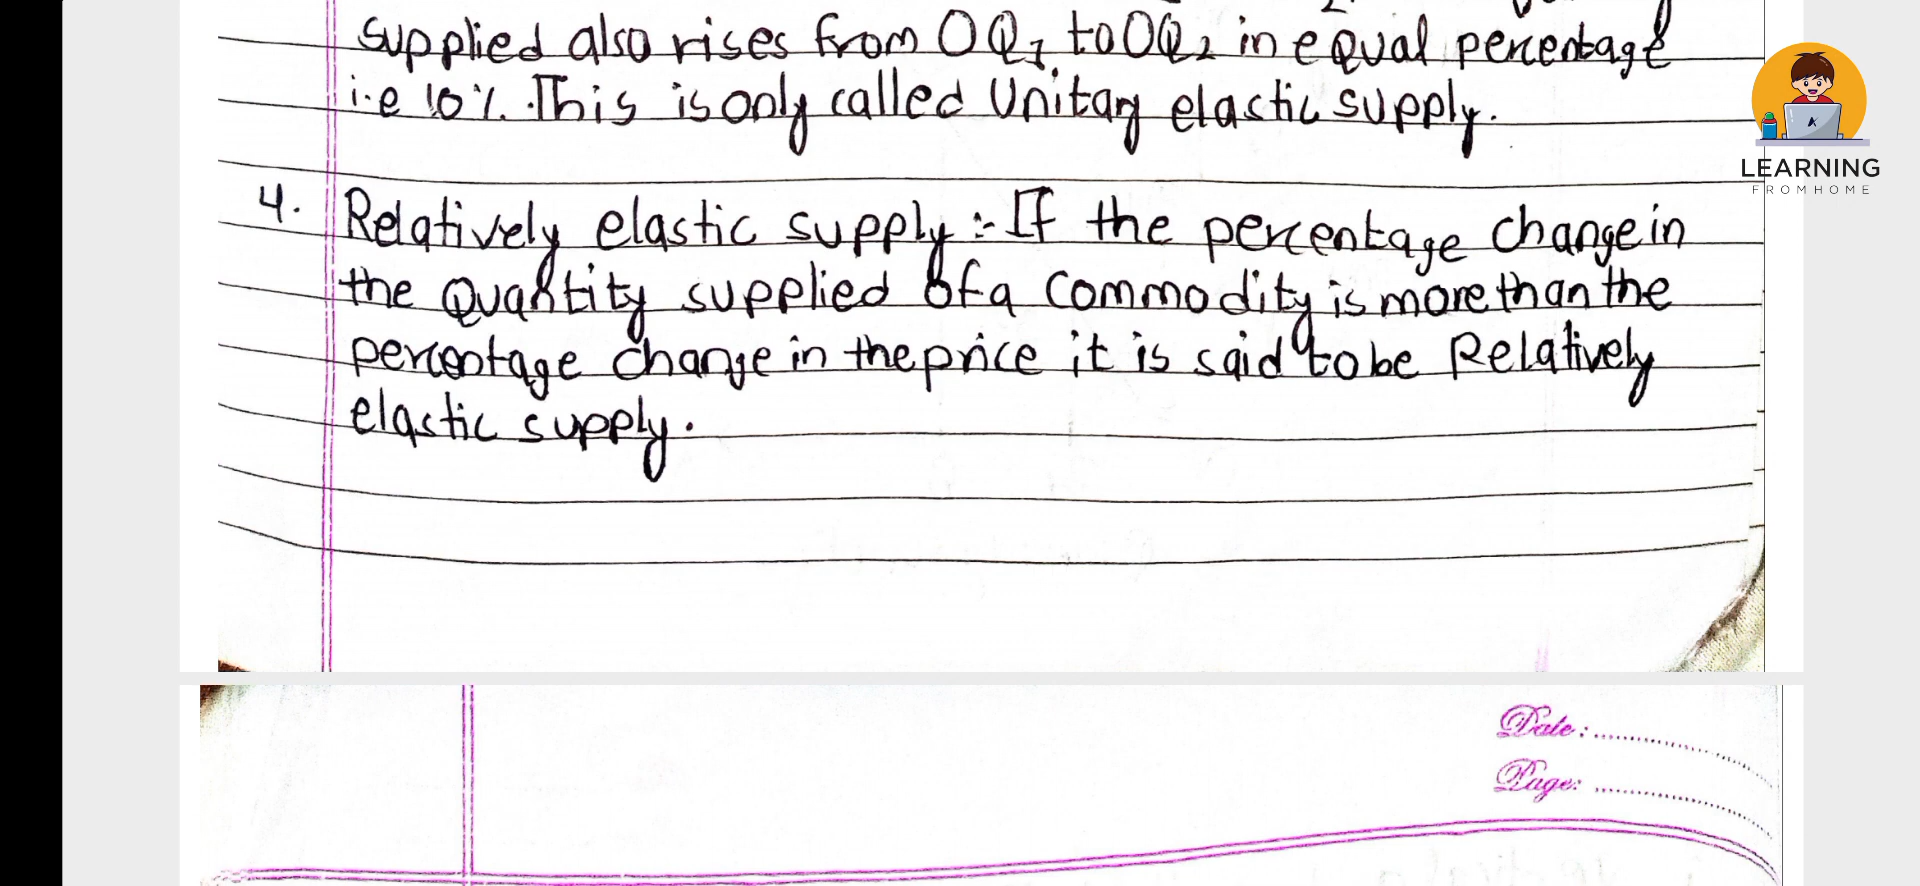 supplied also rises from OQ1 to OQ2 in equal percentage
i.e 10%. This is only called Unitary elastic supply.
LEARNING
FROMHOME
4. Relatively elastic supply :- If the percentage change in
the Quantity supplied of a commodity is more than the
percentage change in the price it is said to be Relatively
elastic supply.
Date:
Page: